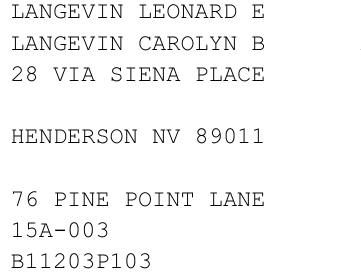 LANGEVIN LEONARD E
LANGEVIN CAROLYN B
28 VIA SIENA PLACE
HENDERSON NV 89011
76 PINE POINT LANE
15A-003
B11203P103